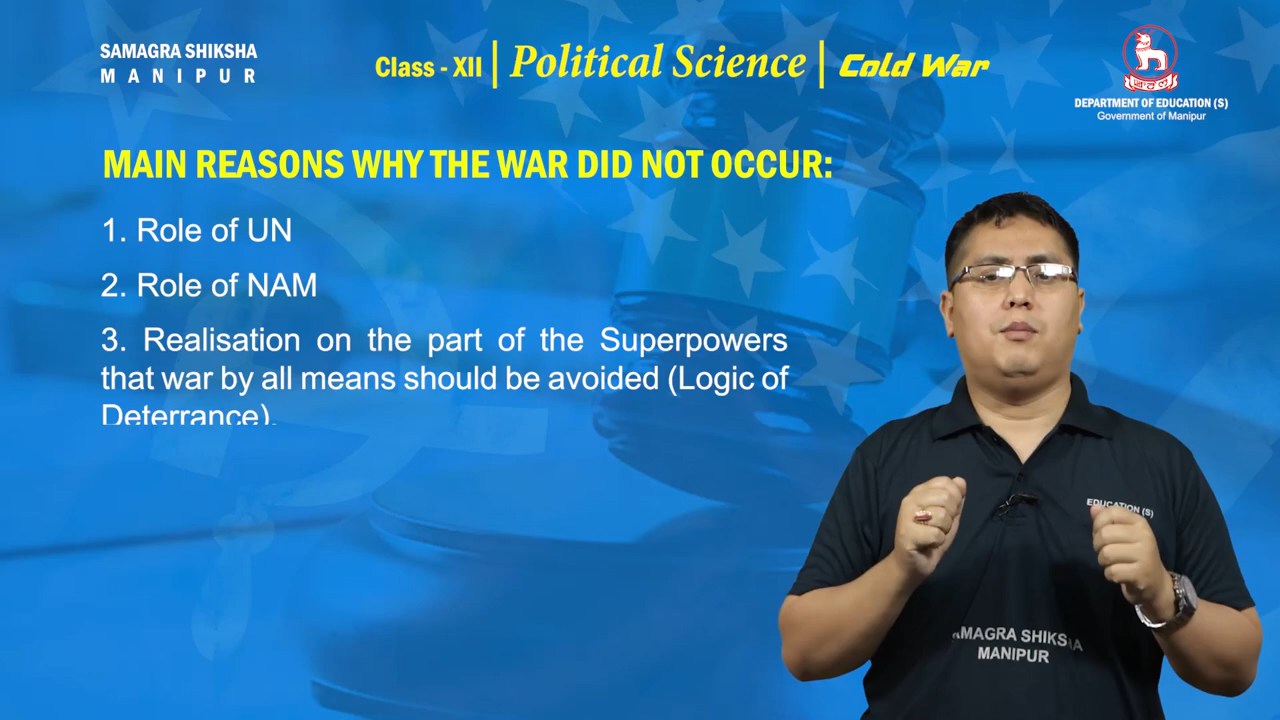 SAMAGRA SHIKSHA
MANIPUR
Class - XII | Political Science | Cold War
DEPARTMENT OF EDUCATION (S)
Government of Manipur
MAIN REASONS WHY THE WAR DID NOT OCCUR:
1. Role of UN
2. Role of NAM
3. Realisation on the part of the Superpowers
that war by all means should be avoided (Logic of
Deterrance).
EDUCATION (S)
AMAGRA SHIKSHA
MANIPUR